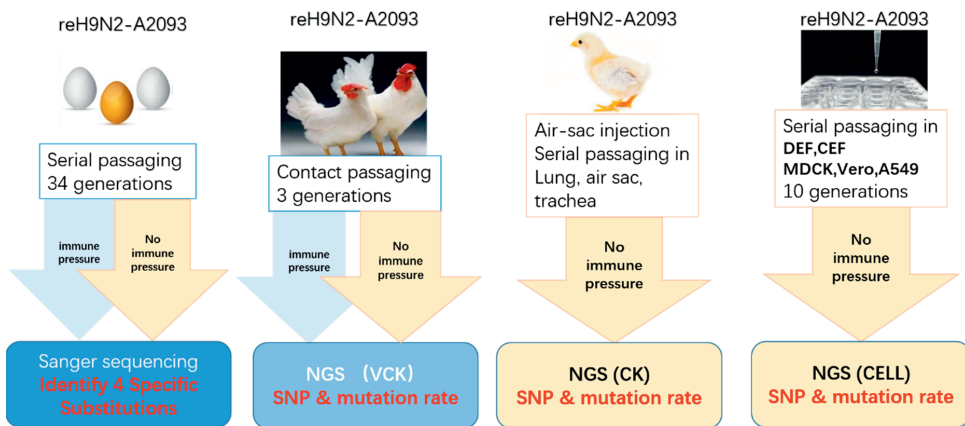 reH9N2-A2093
Serial passaging
34 generations
immune
pressure
No
immune
pressure
Sanger sequencing
Identify 4 Specific
Substitutions
reH9N2-A2093
Contact passaging
3 generations
immune
pressure
No
immune
pressure
NGS （VCK）
SNP & mutation rate
reH9N2-A2093
Air-sac injection
Serial passaging in
Lung, air sac,
trachea
No
immune
pressure
NGS (CK)
SNP & mutation rate
reH9N2-A2093
Serial passaging in
DEF,CEF
MDCK,Vero,A549
10 generations
No
immune
pressure
NGS (CELL)
SNP & mutation rate